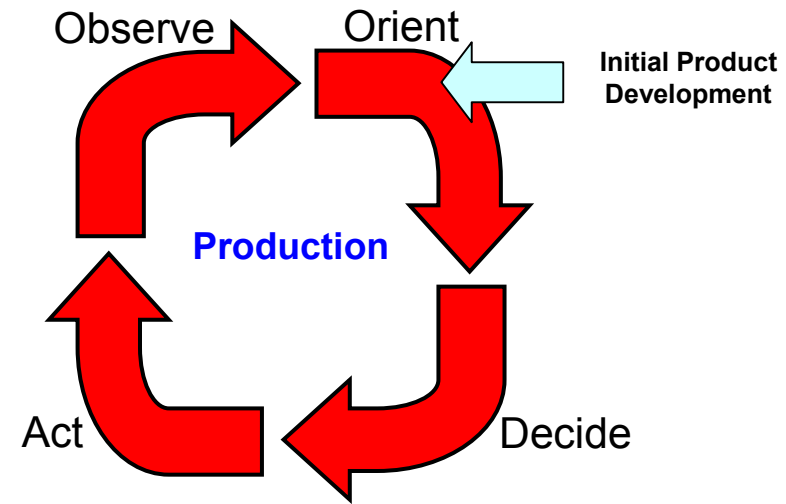 Observe
Orient
Initial Product
Development
Production
Act
Decide